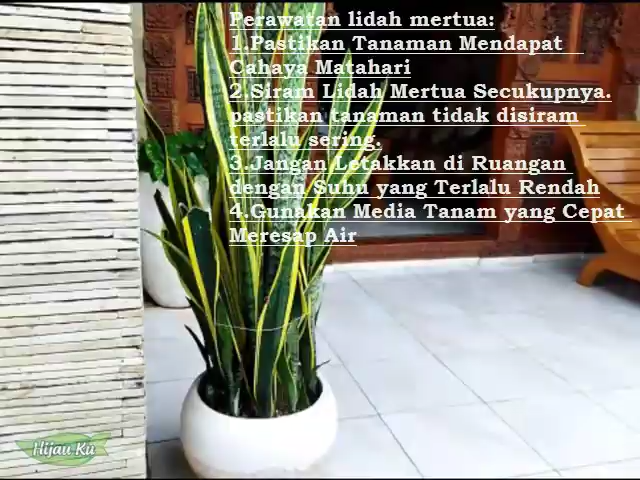 Perawatan lidah mertua:
1.Pastikan Tanaman Mendapat
Cahaya Matahari
2.Siram Lidah Mertua Secukupnya.
pastikan tanaman tidak disiram
terlalu sering.
3.Jangan Letakkan di Ruangan
dengan Suhu yang Terlalu Rendah
4.Gunakan Media Tanam yang Cepat
Meresap Air
Hijau Ku